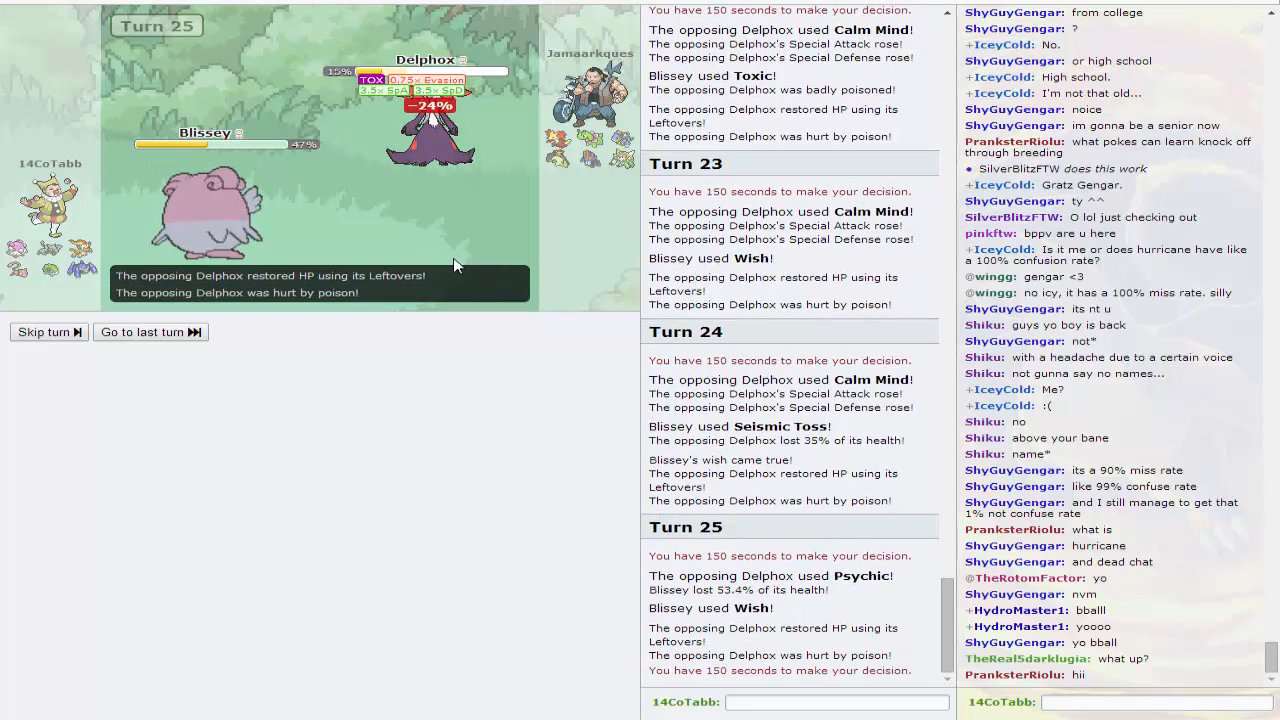 Turn 25
Delphox
15%
TOX 0.75x Evasion
3.5x SpA 3.5x SpD
−24%
Jamaarkques
Blissey
47%
14CoTabb
The opposing Delphox restored HP using its Leftovers!
The opposing Delphox was hurt by poison!
Skip turn
Go to last turn
You have 150 seconds to make your decision.
The opposing Delphox used Calm Mind!
The opposing Delphox's Special Attack rose!
The opposing Delphox's Special Defense rose!
Blissey used Toxic!
The opposing Delphox was badly poisoned!
The opposing Delphox restored HP using its
Leftovers!
The opposing Delphox was hurt by poison!
Turn 23
You have 150 seconds to make your decision.
The opposing Delphox used Calm Mind!
The opposing Delphox's Special Attack rose!
The opposing Delphox's Special Defense rose!
Blissey used Wish!
The opposing Delphox restored HP using its
Leftovers!
The opposing Delphox was hurt by poison!
Turn 24
You have 150 seconds to make your decision.
The opposing Delphox used Calm Mind!
The opposing Delphox's Special Attack rose!
The opposing Delphox's Special Defense rose!
Blissey used Seismic Toss!
The opposing Delphox lost 35% of its health!
Blissey's wish came true!
The opposing Delphox restored HP using its
Leftovers!
The opposing Delphox was hurt by poison!
Turn 25
You have 150 seconds to make your decision.
The opposing Delphox used Psychic!
Blissey lost 53.4% of its health!
Blissey used Wish!
The opposing Delphox restored HP using its
Leftovers!
The opposing Delphox was hurt by poison!
You have 150 seconds to make your decision.
14CoTabb:
ShyGuyGengar: from college
ShyGuyGengar: ?
+IceyCold: No.
ShyGuyGengar: or high school
+IceyCold: High school.
+IceyCold: I'm not that old...
ShyGuyGengar: noice
ShyGuyGengar: im gonna be a senior now
PranksterRiolu: what pokes can learn knock off
through breeding
• SilverBlitzFTW does this work
+IceyCold: Gratz Gengar.
ShyGuyGengar: ty ^^
SilverBlitzFTW: O lol just checking out
pinkftw: bppv are u here
+IceyCold: Is it me or does hurricane have like
a 100% confusion rate?
@wingg: gengar <3
@wingg: no icy, it has a 100% miss rate. silly
ShyGuyGengar: its nt u
Shiku: guys yo boy is back
ShyGuyGengar: not*
Shiku: with a headache due to a certain voice
Shiku: not gunna say no names...
+IceyCold: Me?
+IceyCold: :(
Shiku: no
Shiku: above your bane
Shiku: name*
ShyGuyGengar: its a 90% miss rate
ShyGuyGengar: like 99% confuse rate
ShyGuyGengar: and I still manage to get that
1% not confuse rate
PranksterRiolu: what is
ShyGuyGengar: hurricane
ShyGuyGengar: and dead chat
@TheRotomFactor: yo
ShyGuyGengar: nvm
+HydroMaster1: bballl
+HydroMaster1: yoooo
ShyGuyGengar: yo bball
TheReal5darklugia: what up?
PranksterRiolu: hii
14CoTabb: